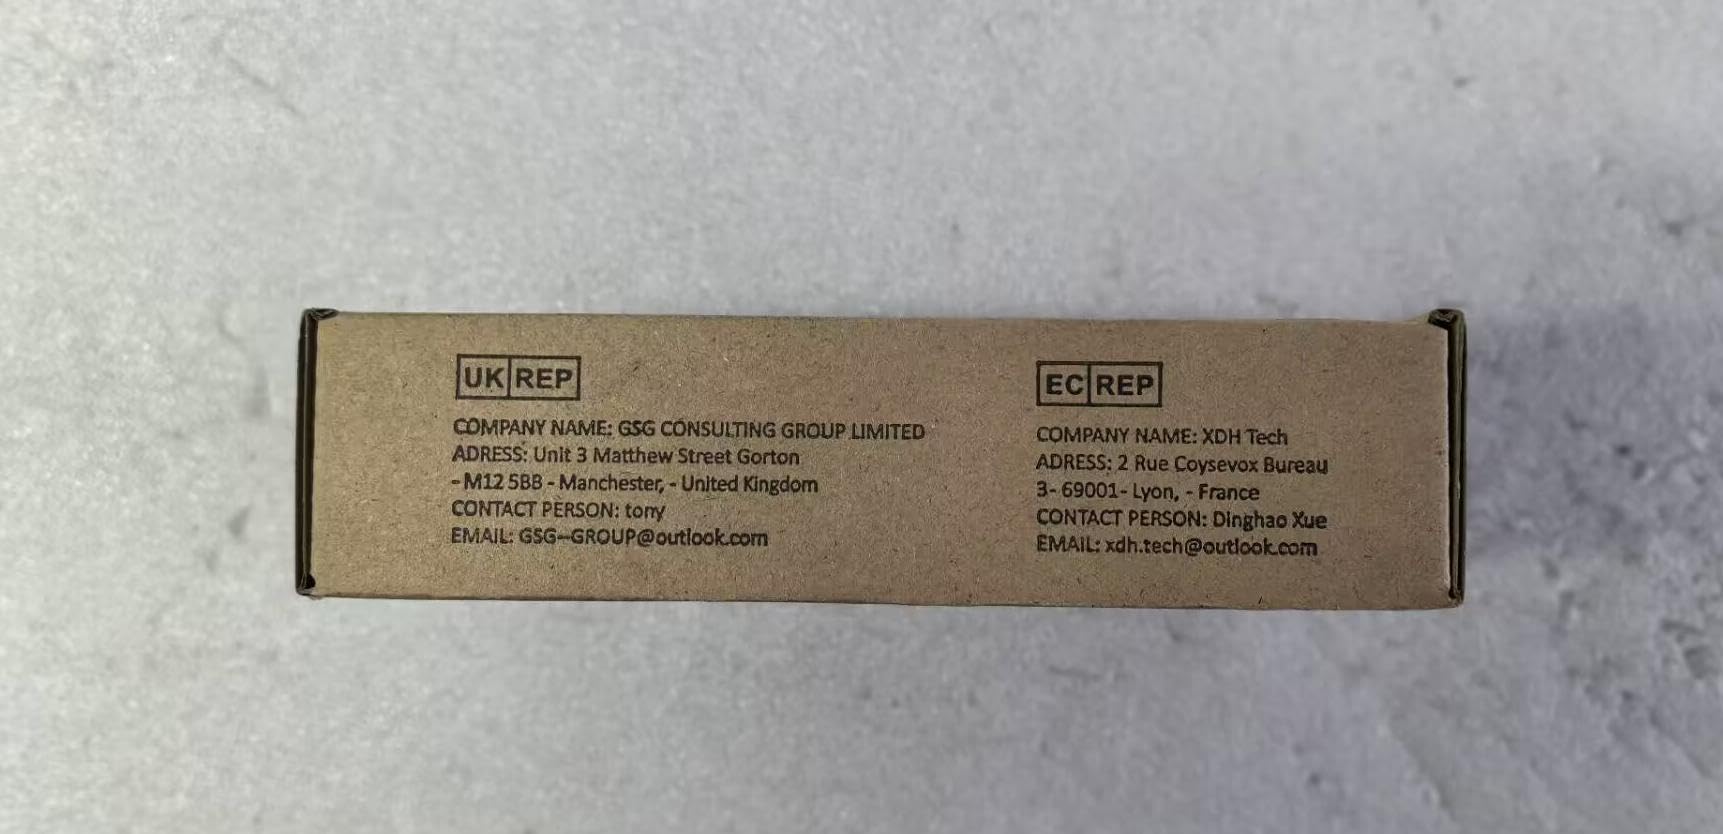 UK REP
COMPANY NAME: GSG CONSULTING GROUP LIMITED
ADRESS: Unit 3 Matthew Street Gorton
- M12 5BB - Manchester, - United Kingdom
CONTACT PERSON: tony
EMAIL: GSG--GROUP@outlook.com
EC REP
COMPANY NAME: XDH Tech
ADRESS: 2 Rue Coysevox Bureau
3- 69001- Lyon, - France
CONTACT PERSON: Dinghao Xue
EMAIL: xdh.tech@outlook.com